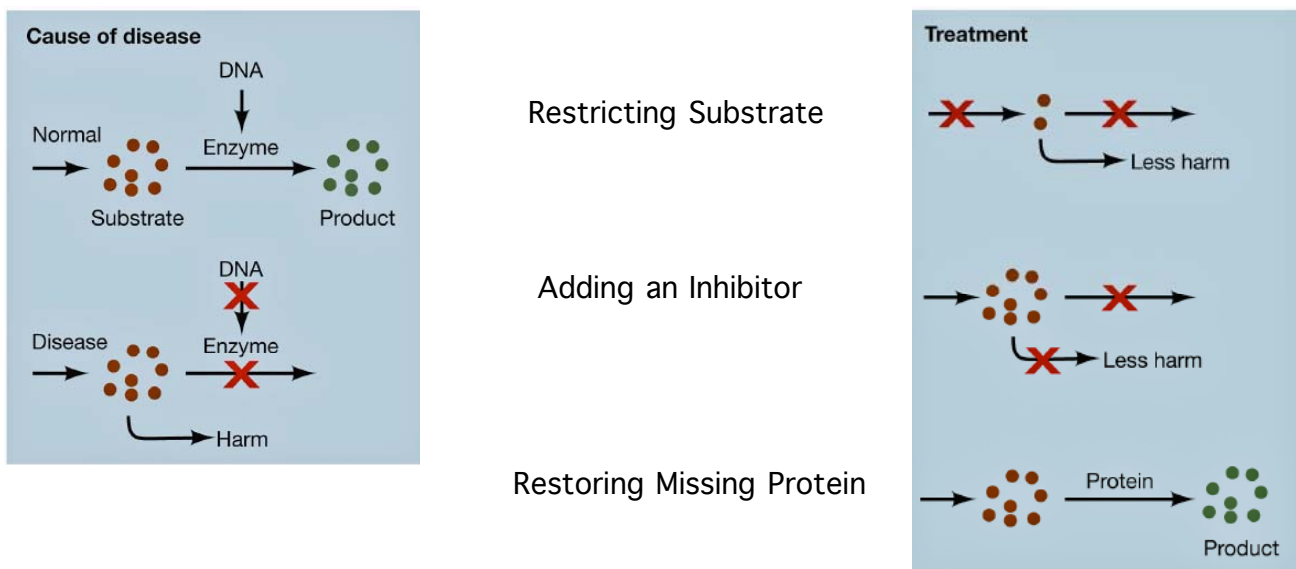 Cause of disease
DNA
Normal
Enzyme
Substrate
Product
DNA
Disease
Enzyme
Harm
Restricting Substrate
Adding an Inhibitor
Restoring Missing Protein
Treatment
Less harm
Less harm
Protein
Product